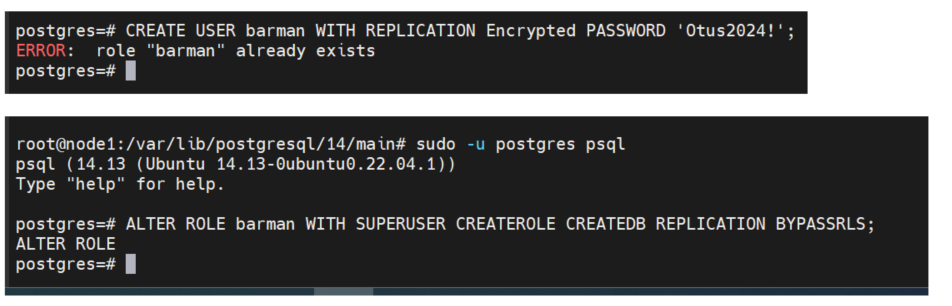 postgres=# CREATE USER barman WITH REPLICATION Encrypted PASSWORD 'Otus2024!';
ERROR:  role "barman" already exists
postgres=#
root@node1:/var/lib/postgresql/14/main# sudo -u postgres psql
psql (14.13 (Ubuntu 14.13-0ubuntu0.22.04.1))
Type "help" for help.
postgres=# ALTER ROLE barman WITH SUPERUSER CREATEROLE CREATEDB REPLICATION BYPASSRLS;
ALTER ROLE
postgres=#